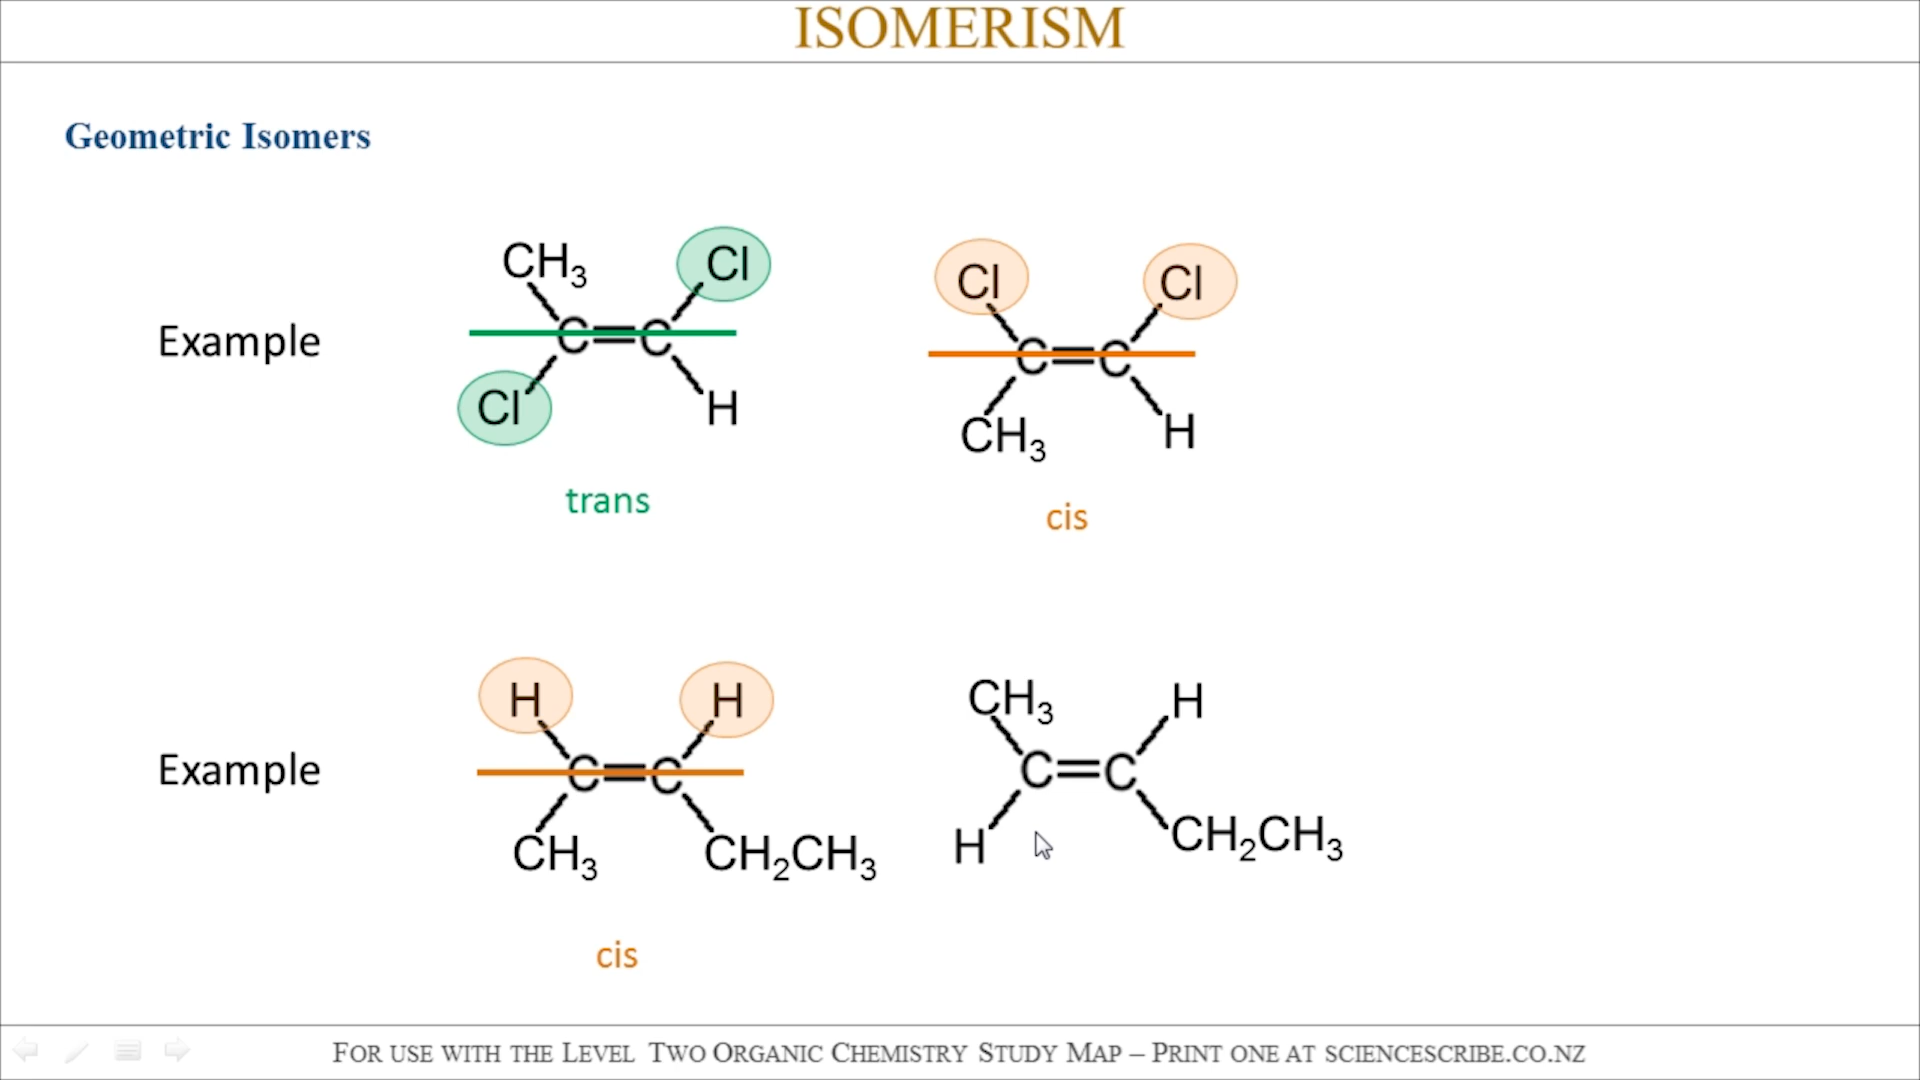 ISOMERISM
Geometric Isomers
CH₃ Cl
Cl Cl
Example
C=C
C=C
Cl H
CH₃ H
trans
cis
H H
CH₃ H
Example
C=C
C=C
CH₃ CH₂CH₃
H CH₂CH₃
cis
FOR USE WITH THE LEVEL TWO ORGANIC CHEMISTRY STUDY MAP – PRINT ONE AT SCIENCESCRIBE.CO.NZ